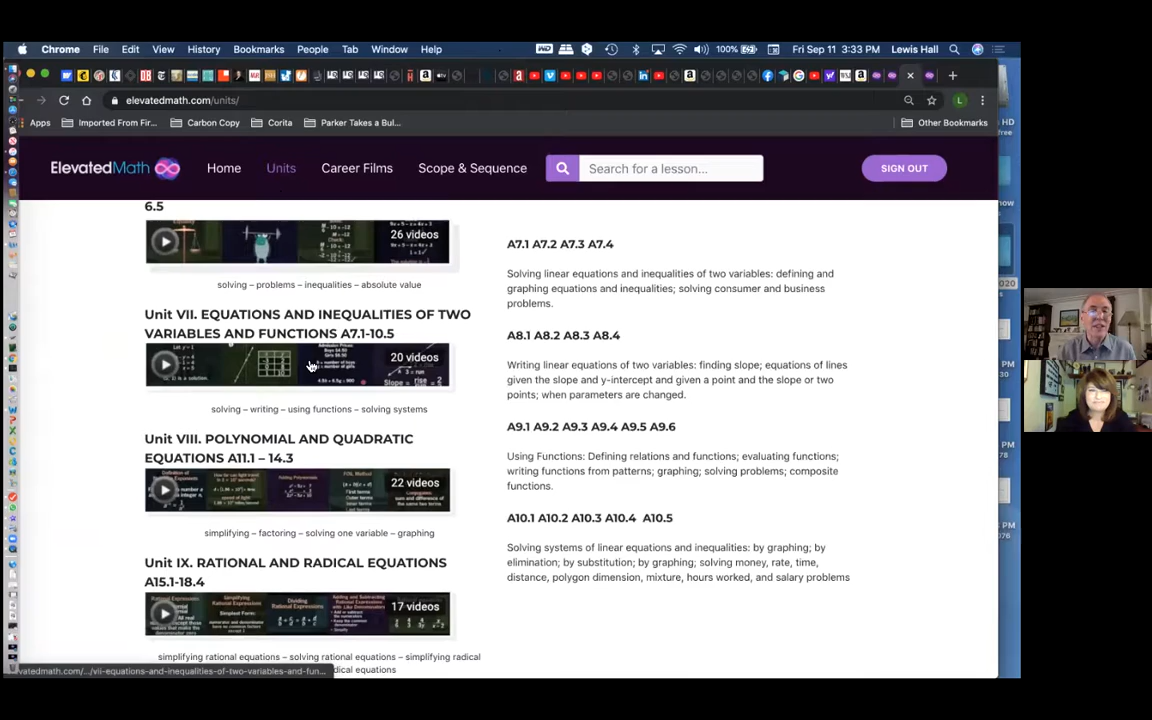 Chrome File Edit View History Bookmarks People Tab Window Help 100% Fri Sep 11 3:33 PM Lewis Hall
elevatedmath.com/units/
Apps Imported From Fir... Carbon Copy Corita Parker Takes a Bul... Other Bookmarks
ElevatedMath Home Units Career Films Scope & Sequence Search for a lesson... SIGN OUT
6.5
26 videos
solving – problems – inequalities – absolute value
Unit VII. EQUATIONS AND INEQUALITIES OF TWO
VARIABLES AND FUNCTIONS A7.1-10.5
20 videos
solving – writing – using functions – solving systems
Unit VIII. POLYNOMIAL AND QUADRATIC
EQUATIONS A11.1 – 14.3
22 videos
simplifying – factoring – solving one variable – graphing
Unit IX. RATIONAL AND RADICAL EQUATIONS
A15.1-18.4
17 videos
simplifying rational equations – solving rational equations – simplifying radical
dical equations
A7.1 A7.2 A7.3 A7.4
Solving linear equations and inequalities of two variables: defining and
graphing equations and inequalities; solving consumer and business
problems.
A8.1 A8.2 A8.3 A8.4
Writing linear equations of two variables: finding slope; equations of lines
given the slope and y-intercept and given a point and the slope or two
points; when parameters are changed.
A9.1 A9.2 A9.3 A9.4 A9.5 A9.6
Using Functions: Defining relations and functions; evaluating functions;
writing functions from patterns; graphing; solving problems; composite
functions.
A10.1 A10.2 A10.3 A10.4 A10.5
Solving systems of linear equations and inequalities: by graphing; by
elimination; by substitution; by graphing; solving money, rate, time,
distance, polygon dimension, mixture, hours worked, and salary problems
evatedmath.com/.../vii-equations-and-inequalities-of-two-variables-and-fun...